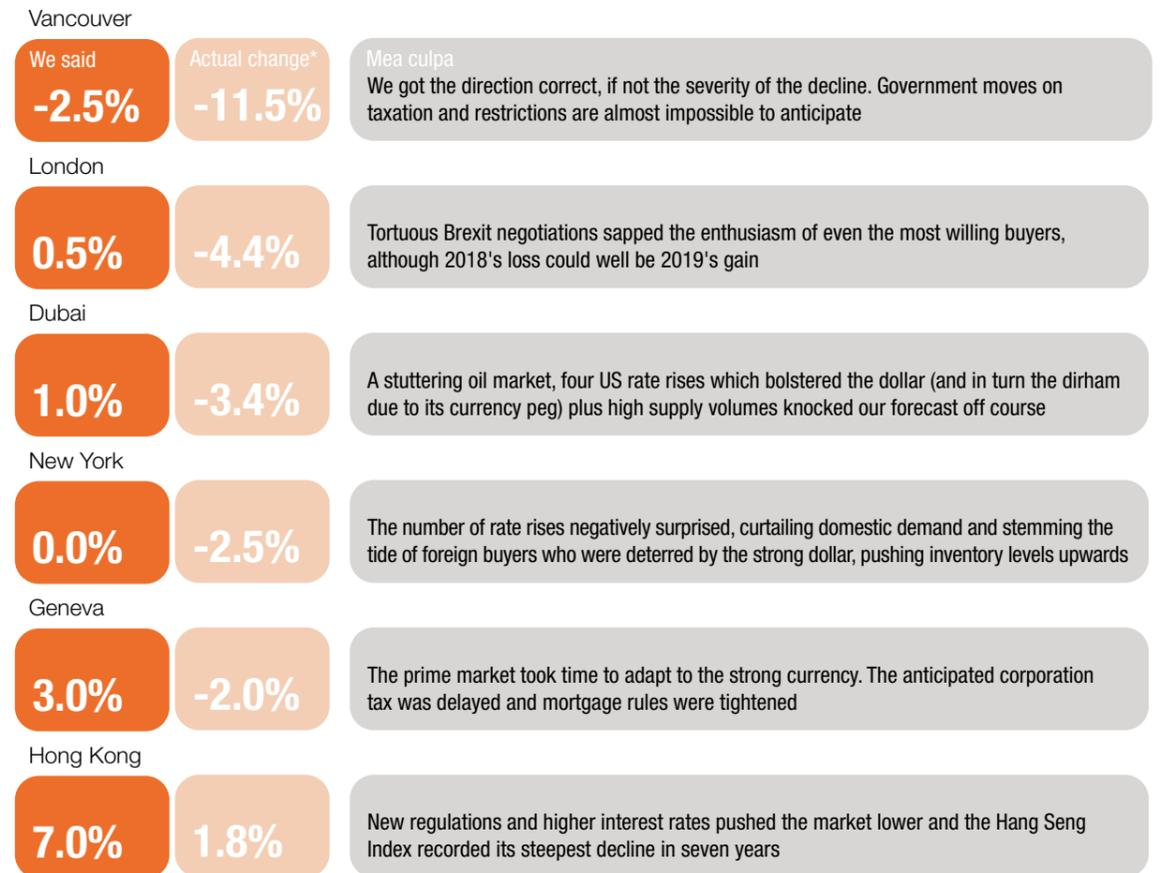 Vancouver
We said
-2.5%
Actual change*
-11.5%
Mea culpa
We got the direction correct, if not the severity of the decline. Government moves on
taxation and restrictions are almost impossible to anticipate
London
0.5%
-4.4%
Tortuous Brexit negotiations sapped the enthusiasm of even the most willing buyers,
although 2018's loss could well be 2019's gain
Dubai
1.0%
-3.4%
A stuttering oil market, four US rate rises which bolstered the dollar (and in turn the dirham
due to its currency peg) plus high supply volumes knocked our forecast off course
New York
0.0%
-2.5%
The number of rate rises negatively surprised, curtailing domestic demand and stemming the
tide of foreign buyers who were deterred by the strong dollar, pushing inventory levels upwards
Geneva
3.0%
-2.0%
The prime market took time to adapt to the strong currency. The anticipated corporation
tax was delayed and mortgage rules were tightened
Hong Kong
7.0%
1.8%
New regulations and higher interest rates pushed the market lower and the Hang Seng
Index recorded its steepest decline in seven years